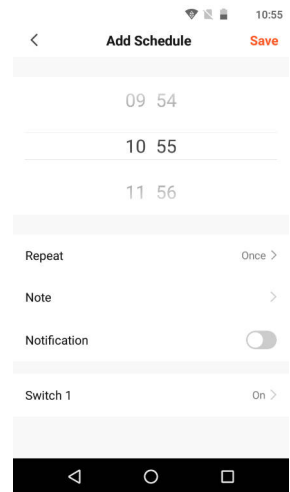 10:55
Add Schedule Save
09 54
10 55
11 56
Repeat Once
Note
Notification
Switch 1 On